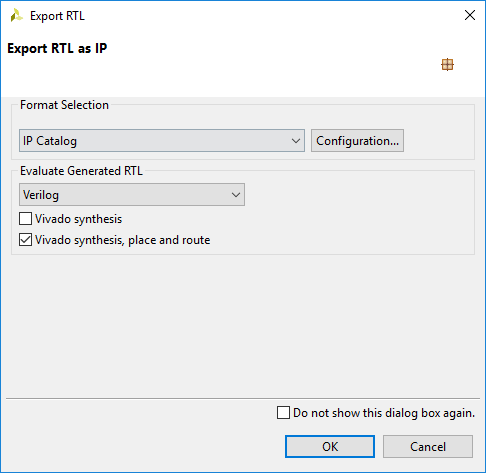 Export RTL
Export RTL as IP
Format Selection
IP Catalog
Configuration...
Evaluate Generated RTL
Verilog
Vivado synthesis
Vivado synthesis, place and route
Do not show this dialog box again.
OK
Cancel